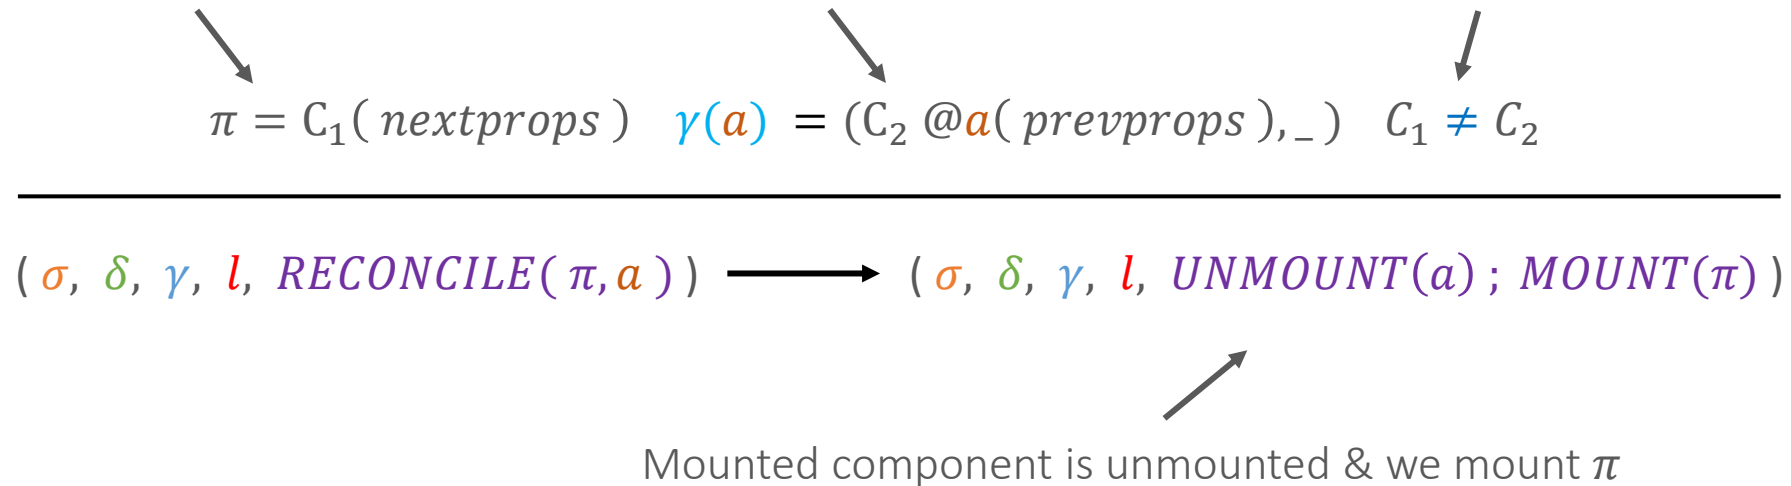 π = C₁( nextprops ) γ(a) = (C₂ @a( prevprops ), _ ) C₁ ≠ C₂
( σ, δ, γ, l, RECONCILE( π, a ) ) ⟶ ( σ, δ, γ, l, UNMOUNT(a) ; MOUNT(π) )
Mounted component is unmounted & we mount π